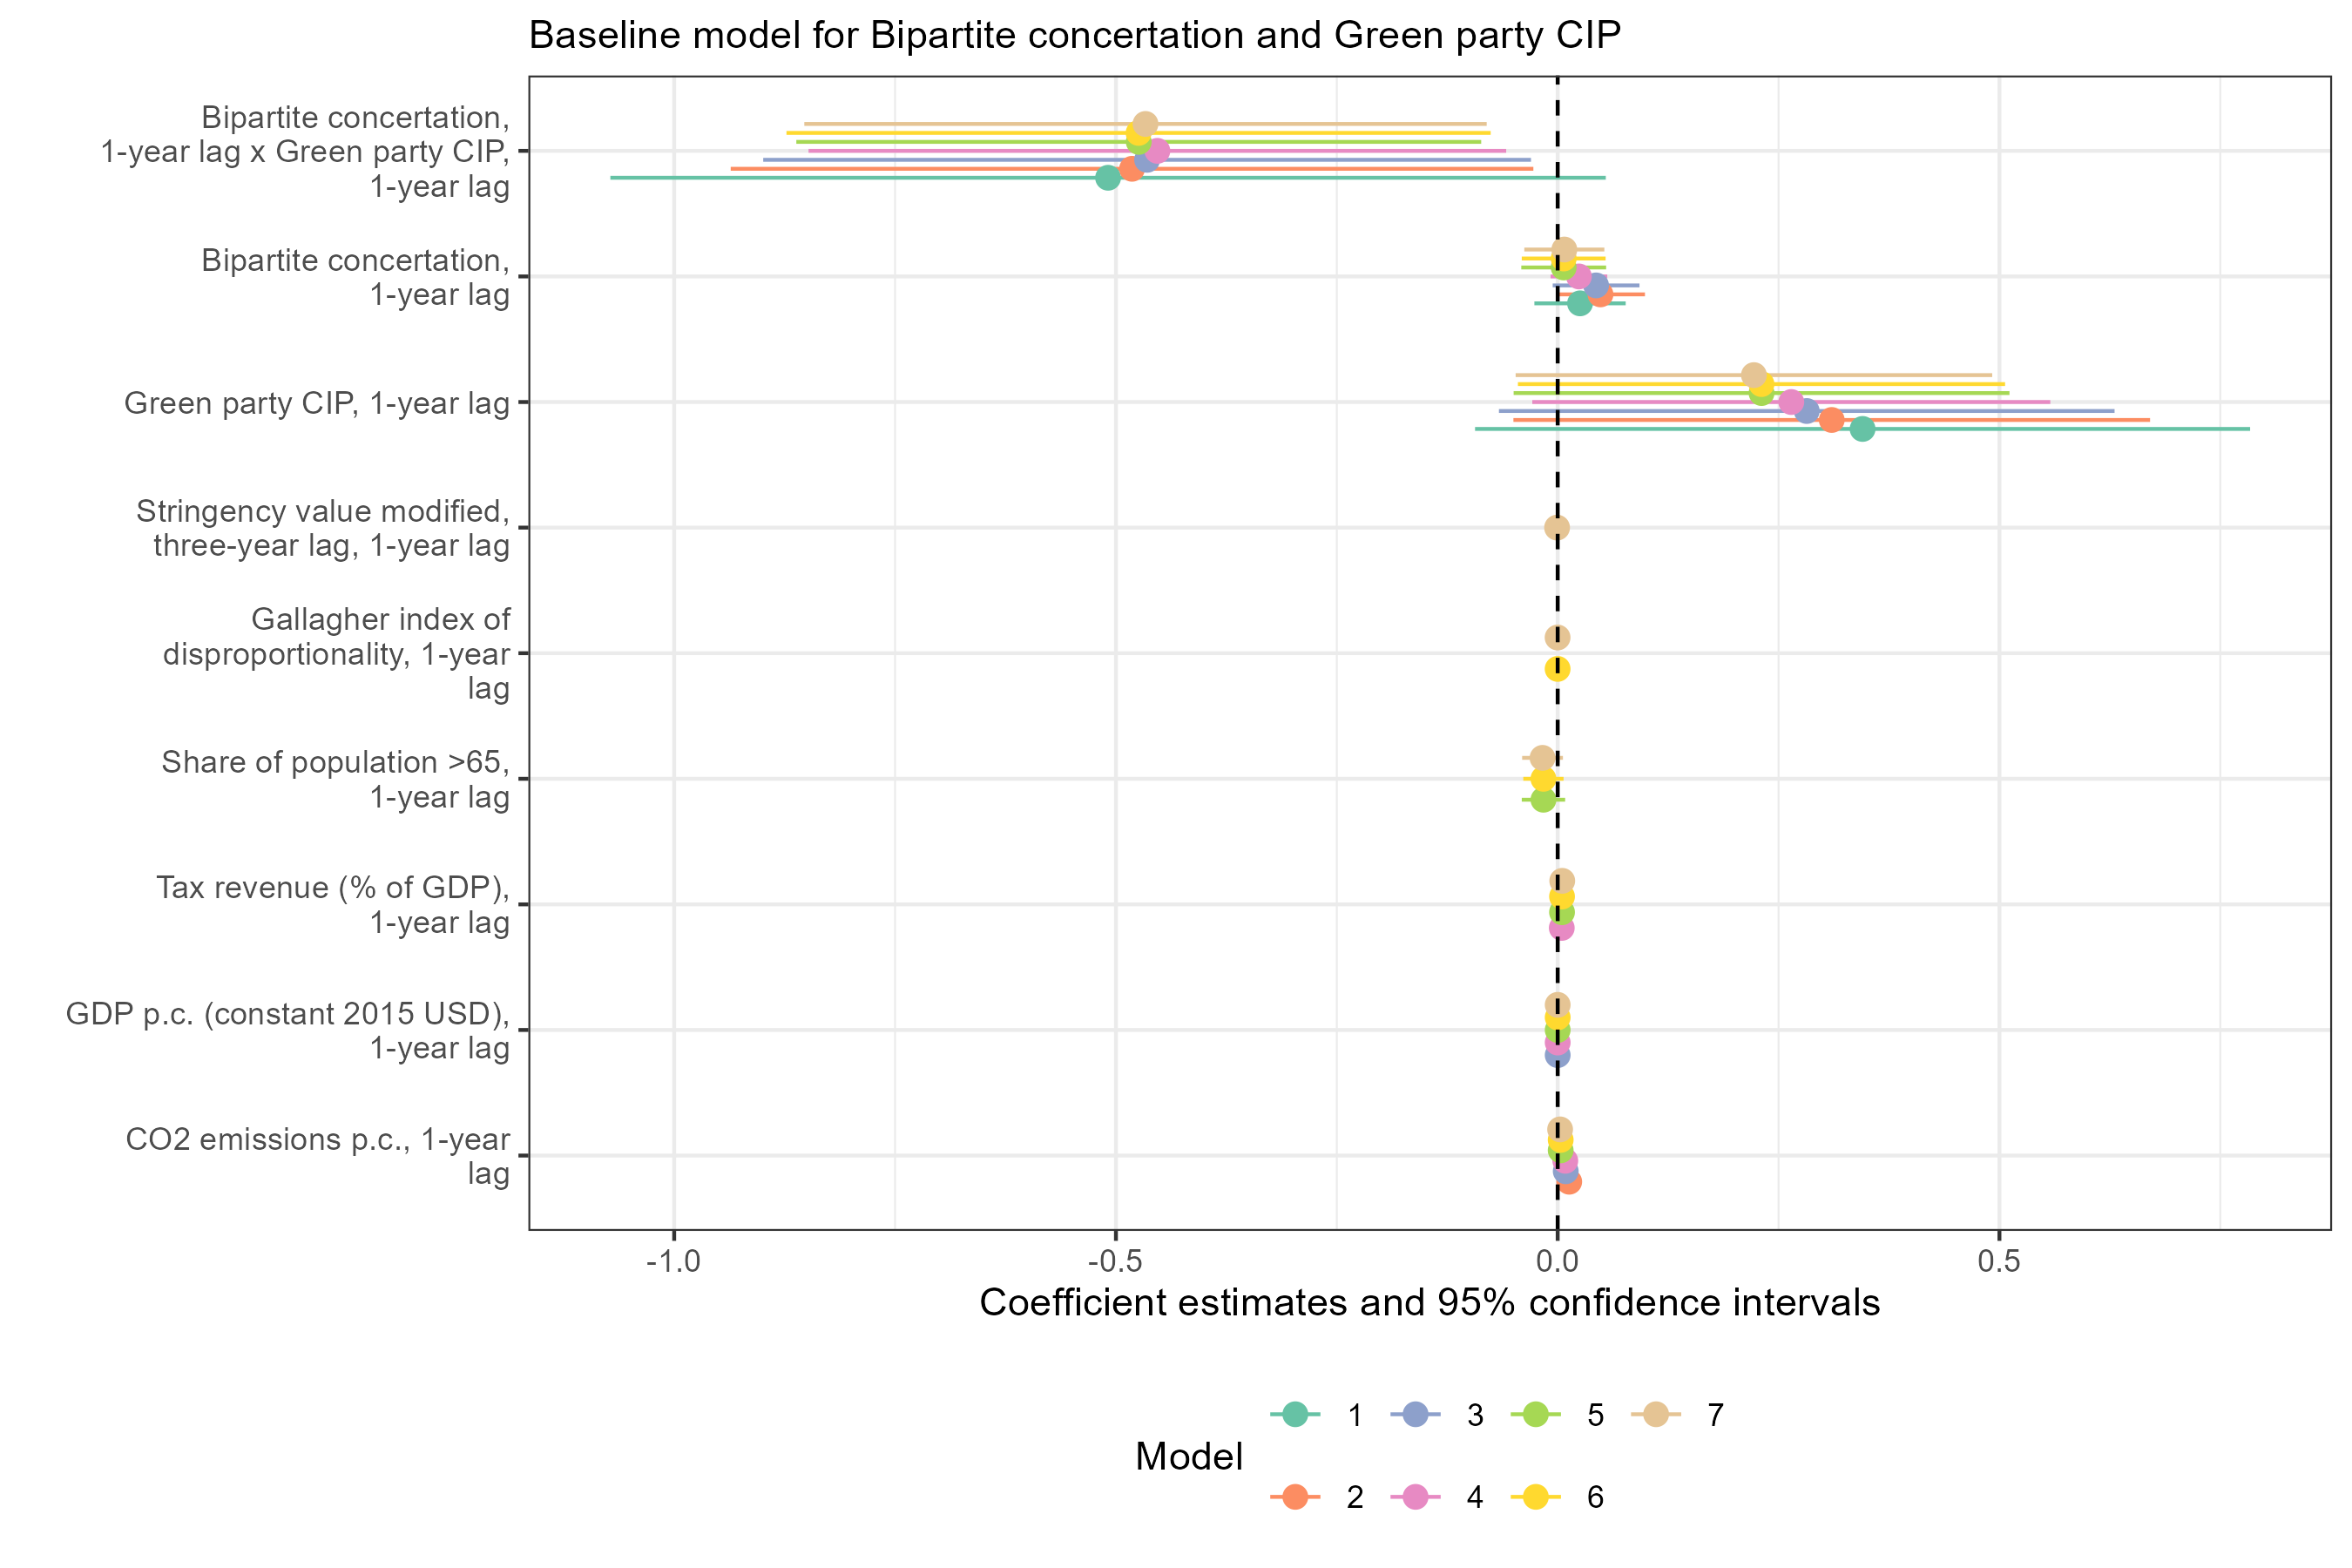 Baseline model for Bipartite concertation and Green party CIP
Bipartite concertation,
1-year lag x Green party CIP,
1-year lag
Bipartite concertation,
1-year lag
Green party CIP, 1-year lag
Stringency value modified,
three-year lag, 1-year lag
Gallagher index of
disproportionality, 1-year
lag
Share of population >65,
1-year lag
Tax revenue (% of GDP),
1-year lag
GDP p.c. (constant 2015 USD),
1-year lag
CO2 emissions p.c., 1-year
lag
-1.0 -0.5 0.0 0.5
Coefficient estimates and 95% confidence intervals
Model
1 3 5 7
2 4 6